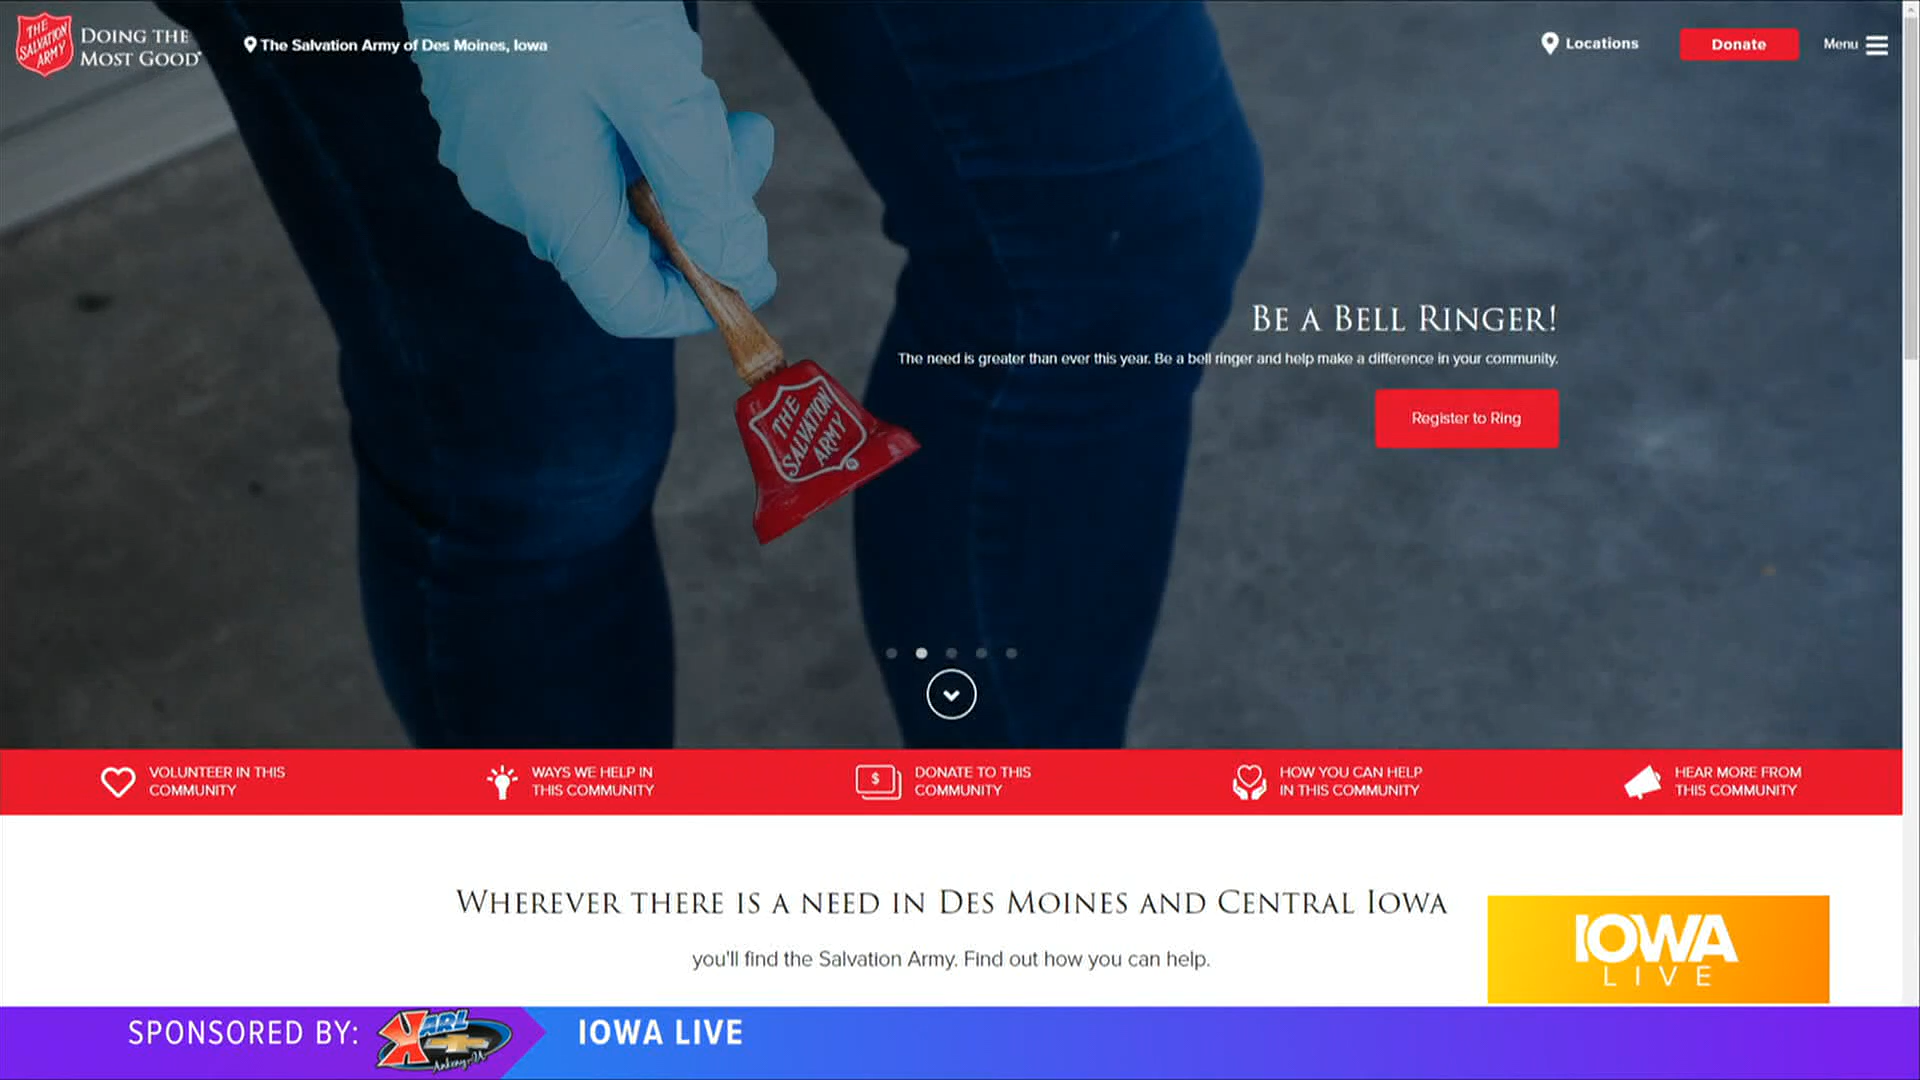 THE
SALVATION
ARMY
DOING THE
MOST GOOD
The Salvation Army of Des Moines, Iowa
Locations
Donate
Menu
BE A BELL RINGER!
The need is greater than ever this year. Be a bell ringer and help make a difference in your community.
Register to Ring
THE
SALVATION
ARMY
VOLUNTEER IN THIS
COMMUNITY
WAYS WE HELP IN
THIS COMMUNITY
$
DONATE TO THIS
COMMUNITY
HOW YOU CAN HELP
IN THIS COMMUNITY
HEAR MORE FROM
THIS COMMUNITY
WHEREVER THERE IS A NEED IN DES MOINES AND CENTRAL IOWA
you'll find the Salvation Army. Find out how you can help.
IOWA
LIVE
SPONSORED BY:
KARL
Ankeny, IA
IOWA LIVE